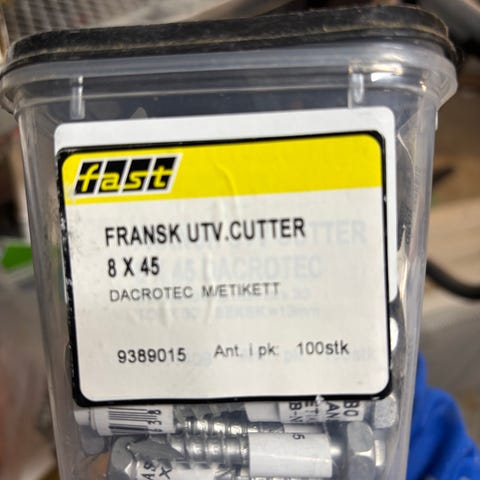 fast
FRANSK UTV.CUTTER
8 X 45
DACROTEC M/ETIKETT
9389015 Ant. i pk: 100stk